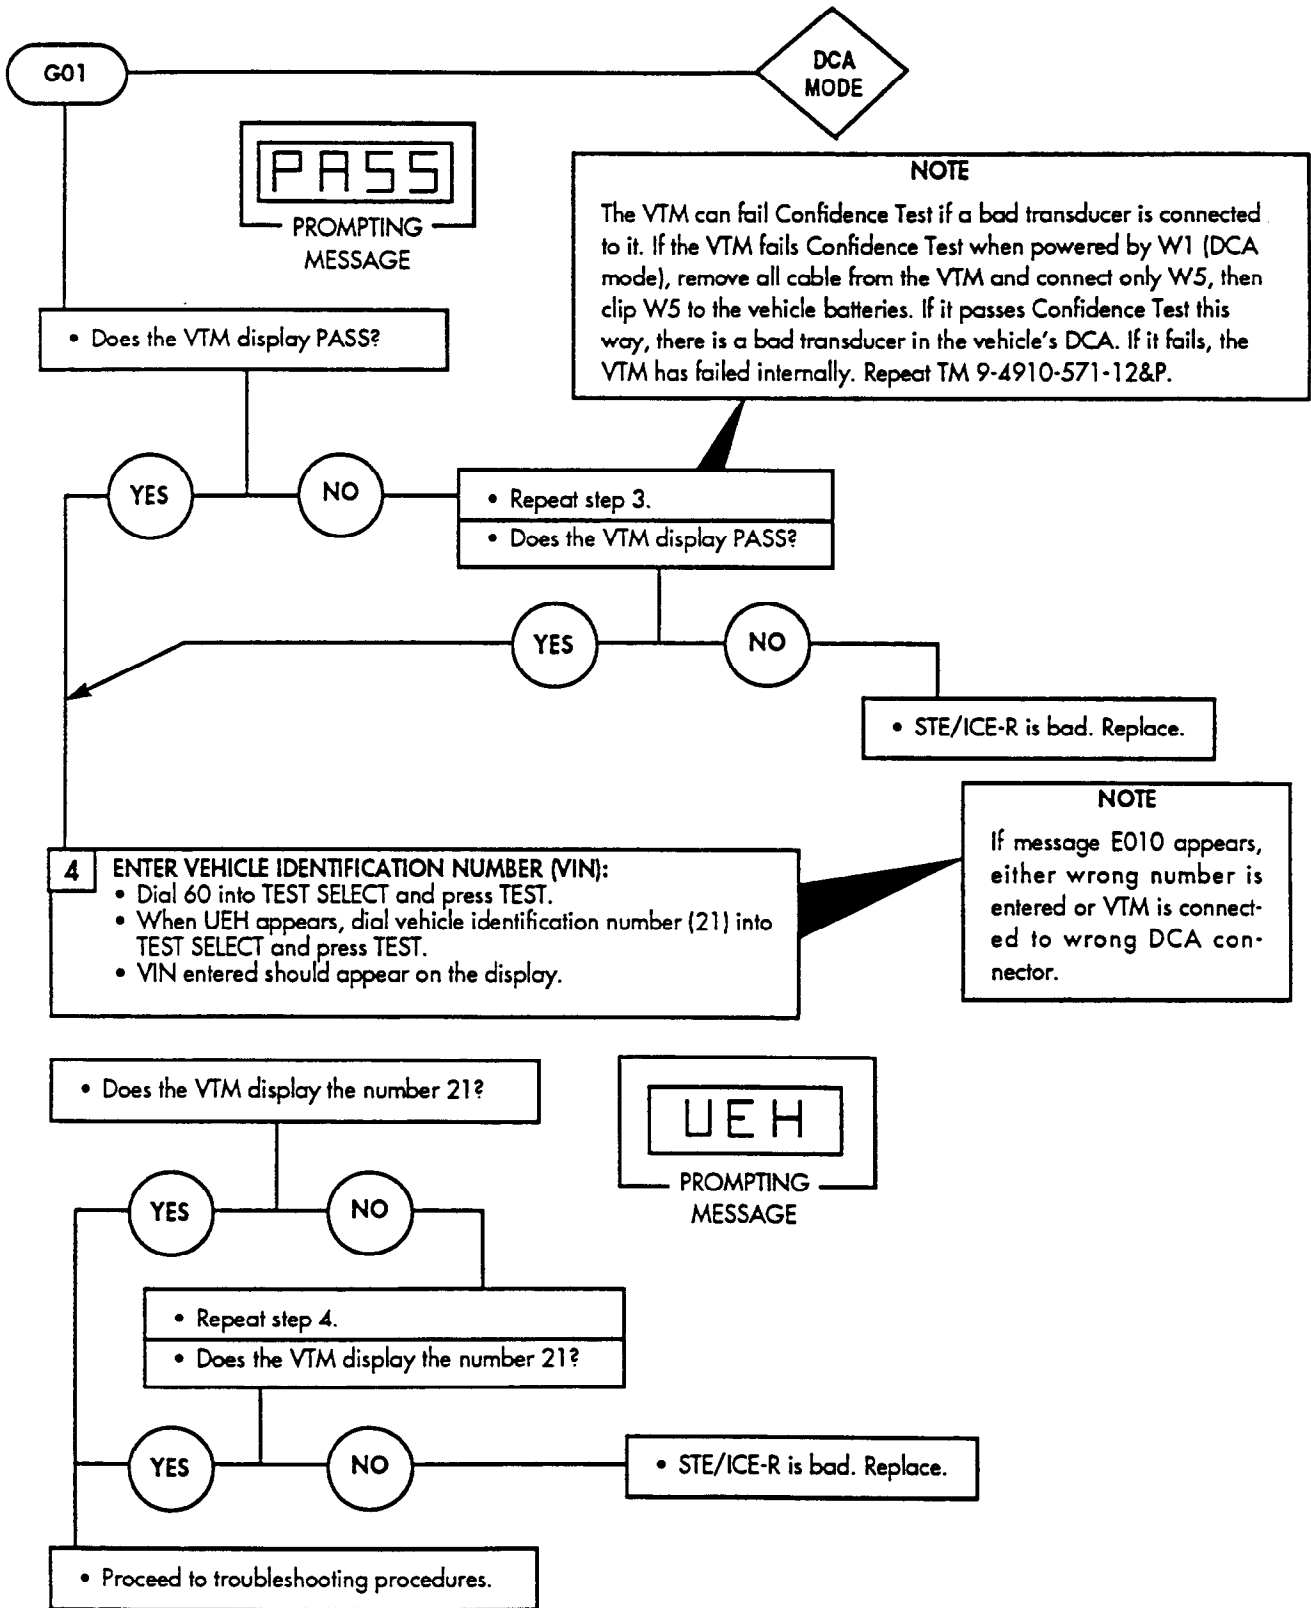 G01
DCA
MODE
PASS
PROMPTING
MESSAGE
NOTE
The VTM can fail Confidence Test if a bad transducer is connected
to it. If the VTM fails Confidence Test when powered by W1 (DCA
mode), remove all cable from the VTM and connect only W5, then
clip W5 to the vehicle batteries. If it passes Confidence Test this
way, there is a bad transducer in the vehicle's DCA. If it fails, the
VTM has failed internally. Repeat TM 9-4910-571-12&P.
• Does the VTM display PASS?
YES
NO
• Repeat step 3.
• Does the VTM display PASS?
YES
NO
• STE/ICE-R is bad. Replace.
4 ENTER VEHICLE IDENTIFICATION NUMBER (VIN):
• Dial 60 into TEST SELECT and press TEST.
• When UEH appears, dial vehicle identification number (21) into
TEST SELECT and press TEST.
• VIN entered should appear on the display.
NOTE
If message E010 appears,
either wrong number is
entered or VTM is connect-
ed to wrong DCA con-
nector.
• Does the VTM display the number 21?
UEH
PROMPTING
MESSAGE
YES
NO
• Repeat step 4.
• Does the VTM display the number 21?
YES
NO
• STE/ICE-R is bad. Replace.
• Proceed to troubleshooting procedures.